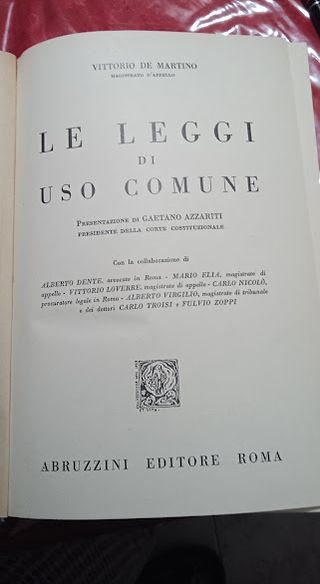 VITTORIO DE MARTINO
MAGISTRATO D'APPELLO
LE LEGGI
DI
USO COMUNE
PRESENTAZIONE DI GAETANO AZZARITI
PRESIDENTE DELLA CORTE COSTITUZIONALE
Con la collaborazione di
ALBERTO DENTE, avvocato in Roma - MARIO ELIA, magistrato di
appello - VITTORIO LOVERRE, magistrato di appello - CARLO NICOLÒ,
procuratore legale in Roma - ALBERTO VIRGILIO, magistrato di tribunale
e dei dottori CARLO TROISI e FULVIO ZOPPI
ABRUZZINI EDITORE ROMA